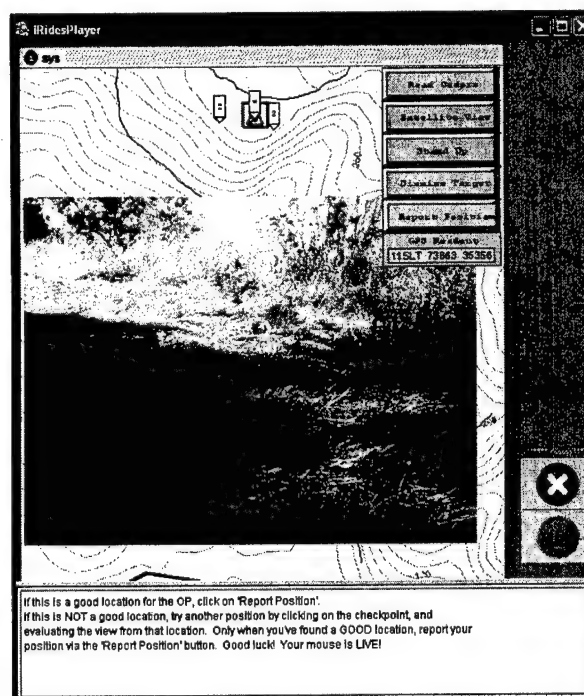 iRidesPlayer
sys
Read Orders
Satellite View
Stand Up
Dismiss Target
Report Position
GPS Readout
11SLT 73863 35356
If this is a good location for the OP, click on 'Report Position'.
If this is NOT a good location, try another position by clicking on the checkpoint, and
evaluating the view from that location. Only when you've found a GOOD location, report your
position via the 'Report Position' button. Good luck! Your mouse is LIVE!